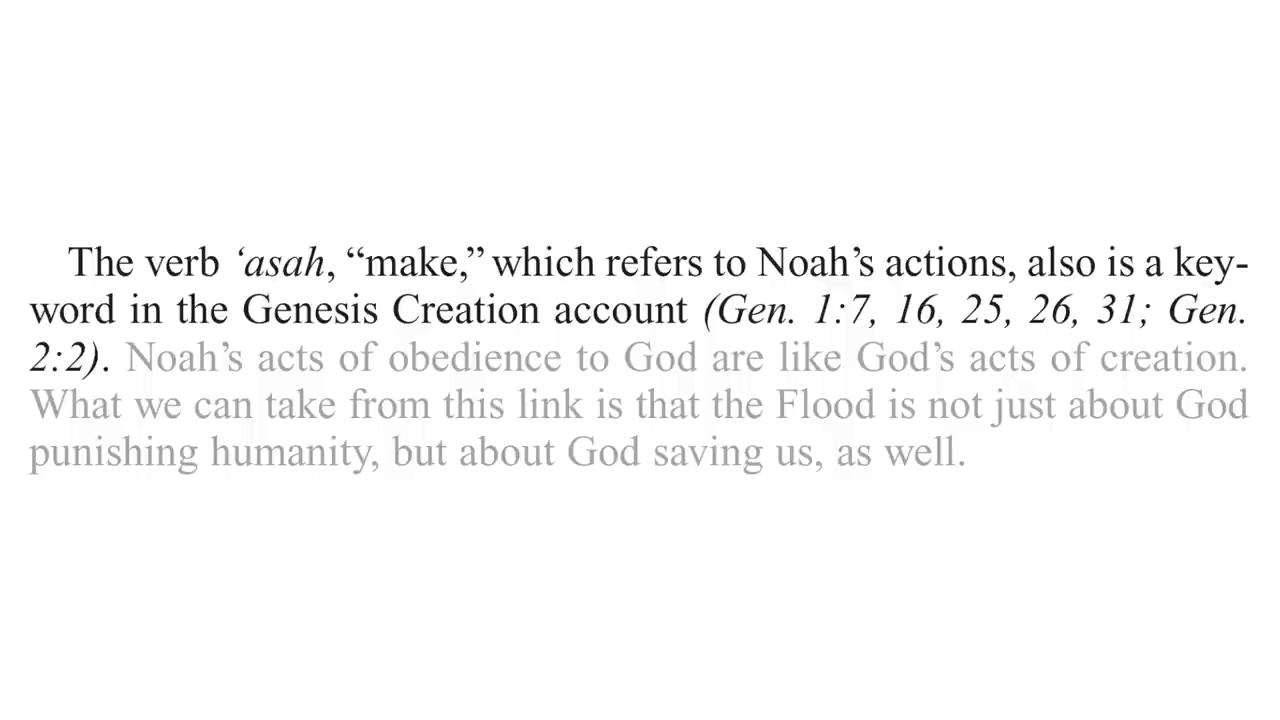 The verb ‘asah, “make,” which refers to Noah’s actions, also is a key-
word in the Genesis Creation account (Gen. 1:7, 16, 25, 26, 31; Gen.
2:2). Noah’s acts of obedience to God are like God’s acts of creation.
What we can take from this link is that the Flood is not just about God
punishing humanity, but about God saving us, as well.